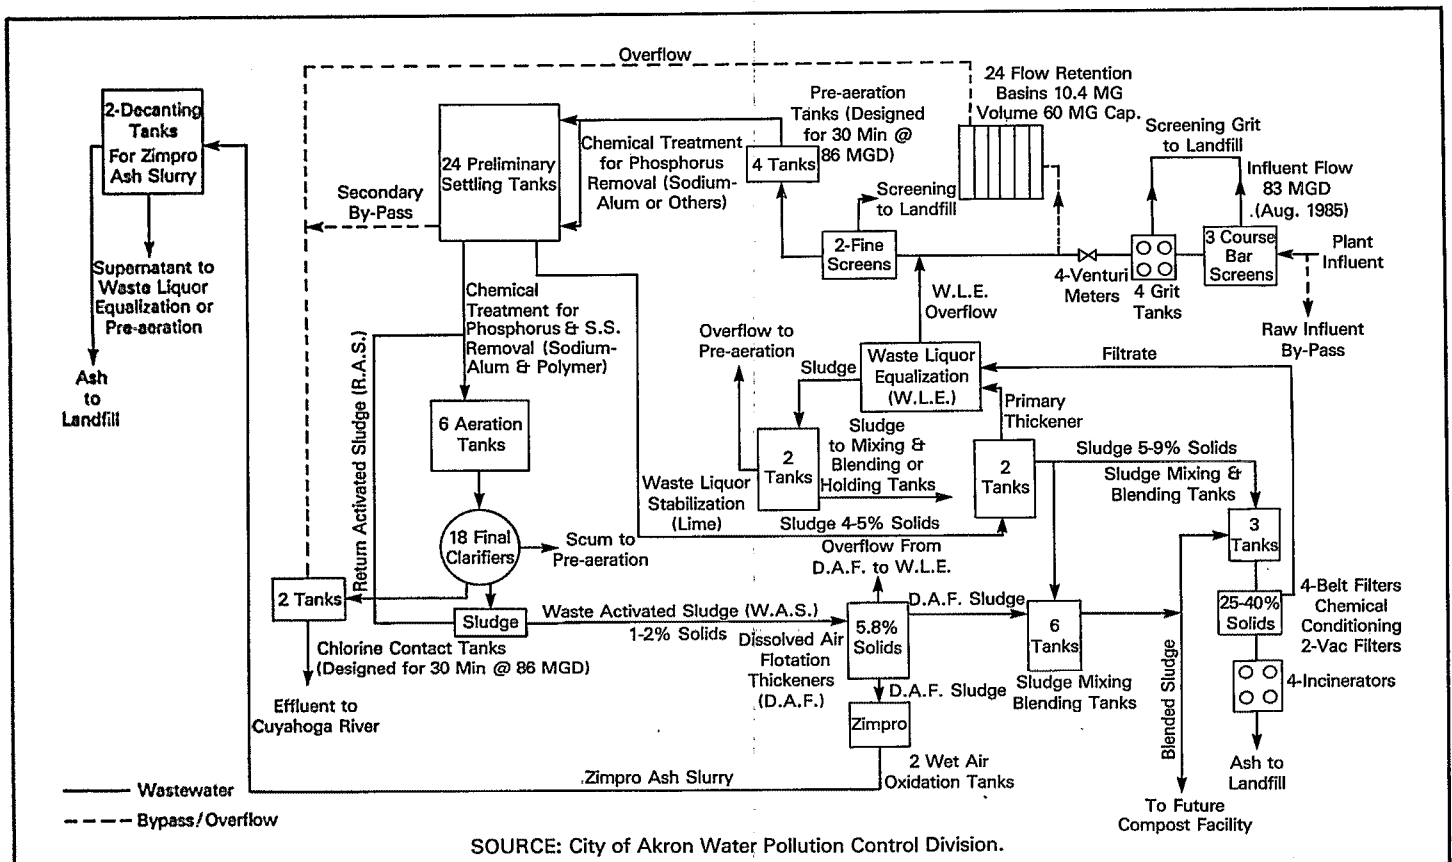 Overflow
2-Decanting
Tanks
For Zimpro
Ash Slurry
Supernatant to
Waste Liquor
Equalization or
Pre-aeration
Ash
to
Landfill
24 Preliminary
Settling Tanks
Secondary
By-Pass
Chemical Treatment
for Phosphorus
Removal (Sodium-
Alum or Others)
Pre-aeration
Tanks (Designed
for 30 Min @
86 MGD)
4 Tanks
24 Flow Retention
Basins 10.4 MG
Volume 60 MG Cap.
Screening Grit
to Landfill
Influent Flow
83 MGD
(Aug. 1985)
Screening
to Landfill
2-Fine
Screens
4-Venturi
Meters
4 Grit
Tanks
3 Course
Bar
Screens
Plant
Influent
Raw Influent
By-Pass
Chemical
Treatment for
Phosphorus & S.S.
Removal (Sodium-
Alum & Polymer)
Return Activated Sludge (R.A.S.)
6 Aeration
Tanks
18 Final
Clarifiers
Scum to
Pre-aeration
2 Tanks
Sludge
Chlorine Contact Tanks
(Designed for 30 Min @ 86 MGD)
Effluent to
Cuyahoga River
W.L.E.
Overflow
Overflow to
Pre-aeration
Waste Liquor
Equalization
(W.L.E.)
Filtrate
Sludge
Primary
Thickener
2
Tanks
Sludge
to Mixing &
Blending or
Holding Tanks
Waste Liquor
Stabilization
(Lime)
2
Tanks
Sludge 5-9% Solids
Sludge Mixing &
Blending Tanks
3
Tanks
Sludge 4-5% Solids
Overflow From
D.A.F. to W.L.E.
Waste Activated Sludge (W.A.S.)
1-2% Solids
Dissolved Air
Flotation
Thickeners
(D.A.F.)
5.8%
Solids
D.A.F. Sludge
6
Tanks
Sludge Mixing
Blending Tanks
D.A.F. Sludge
Zimpro
2 Wet Air
Oxidation Tanks
Zimpro Ash Slurry
25-40%
Solids
4-Belt Filters
Chemical
Conditioning
2-Vac Filters
4-Incinerators
Ash to
Landfill
Blended Sludge
To Future
Compost Facility
Wastewater
Bypass/Overflow
SOURCE: City of Akron Water Pollution Control Division.